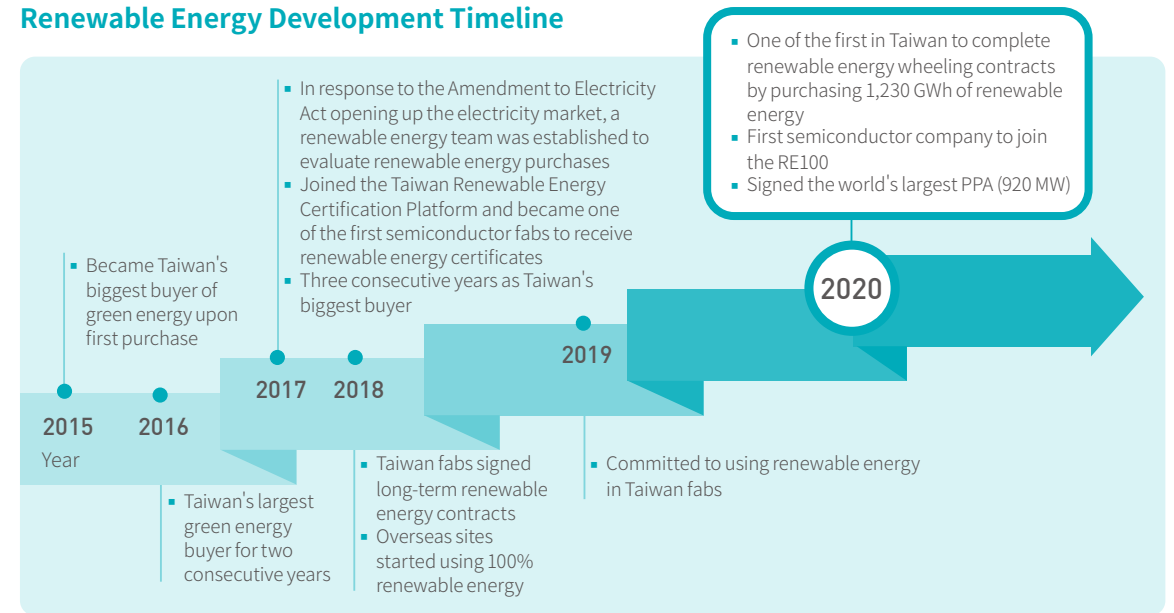 Renewable Energy Development Timeline
▪ One of the first in Taiwan to complete
renewable energy wheeling contracts
by purchasing 1,230 GWh of renewable
energy
▪ First semiconductor company to join
the RE100
▪ Signed the world's largest PPA (920 MW)
▪ In response to the Amendment to Electricity
Act opening up the electricity market, a
renewable energy team was established to
evaluate renewable energy purchases
▪ Joined the Taiwan Renewable Energy
Certification Platform and became one
of the first semiconductor fabs to receive
renewable energy certificates
▪ Three consecutive years as Taiwan's
biggest buyer
▪ Became Taiwan's
biggest buyer of
green energy upon
first purchase
2020
2019
2017
2018
2015
2016
Year
▪ Taiwan's largest
green energy
buyer for two
consecutive years
▪ Taiwan fabs signed
long-term renewable
energy contracts
▪ Overseas sites
started using 100%
renewable energy
▪ Committed to using renewable energy
in Taiwan fabs